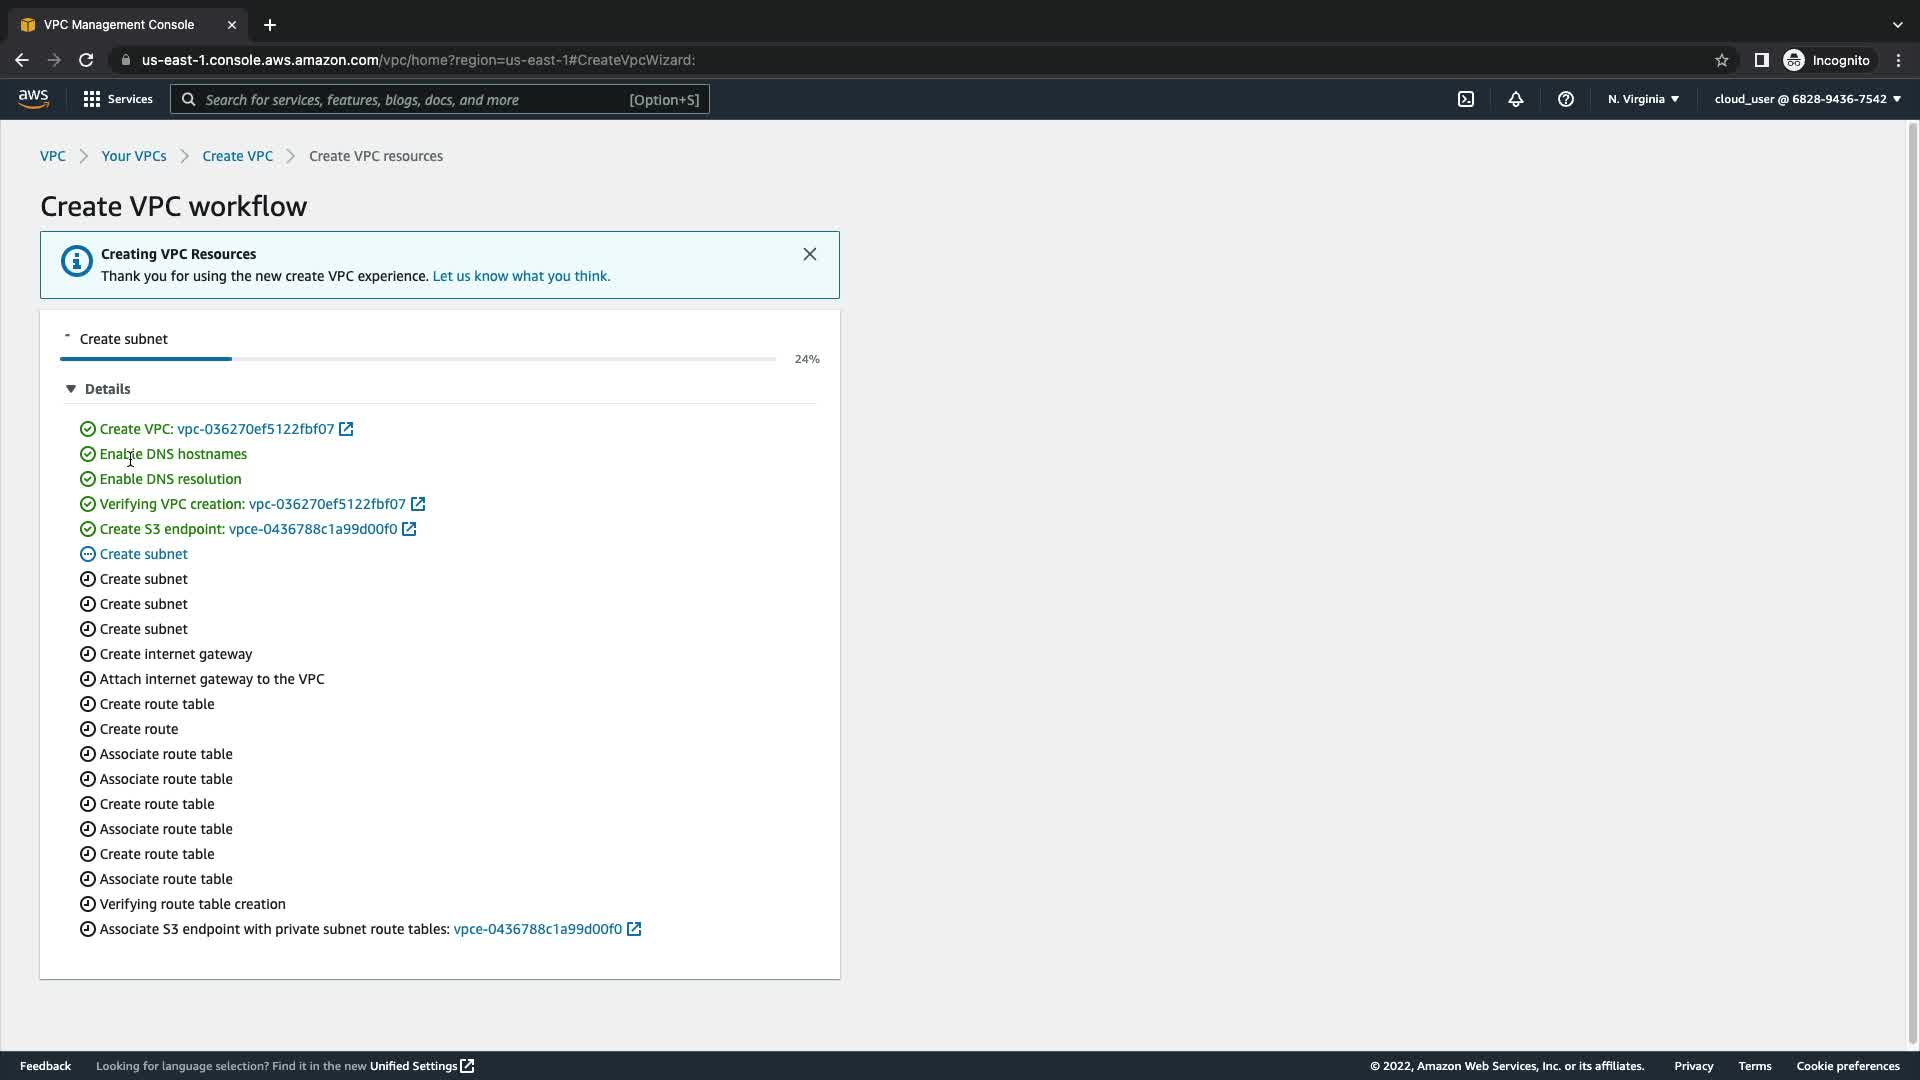 VPC Management Console
us-east-1.console.aws.amazon.com/vpc/home?region=us-east-1#CreateVpcWizard:
Incognito
aws
Services
Search for services, features, blogs, docs, and more
[Option+S]
N. Virginia
cloud_user @ 6828-9436-7542
VPC
Your VPCs
Create VPC
Create VPC resources
Create VPC workflow
Creating VPC Resources
Thank you for using the new create VPC experience. Let us know what you think.
Create subnet
24%
Details
Create VPC: vpc-036270ef5122fbf07
Enable DNS hostnames
Enable DNS resolution
Verifying VPC creation: vpc-036270ef5122fbf07
Create S3 endpoint: vpce-0436788c1a99d00f0
Create subnet
Create subnet
Create subnet
Create subnet
Create internet gateway
Attach internet gateway to the VPC
Create route table
Create route
Associate route table
Associate route table
Create route table
Associate route table
Create route table
Associate route table
Verifying route table creation
Associate S3 endpoint with private subnet route tables: vpce-0436788c1a99d00f0
Feedback
Looking for language selection? Find it in the new Unified Settings
© 2022, Amazon Web Services, Inc. or its affiliates.
Privacy
Terms
Cookie preferences